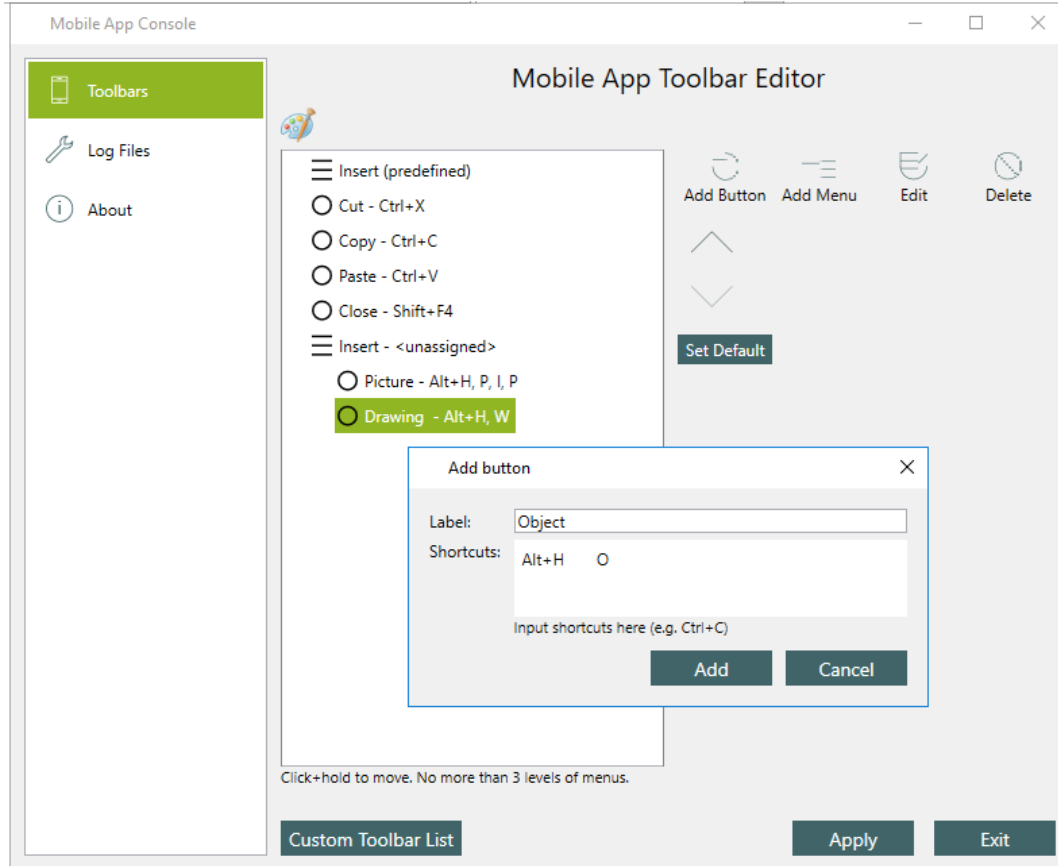 Mobile App Console
Toolbars
Log Files
About
Mobile App Toolbar Editor
Insert (predefined)
Cut - Ctrl+X
Copy - Ctrl+C
Paste - Ctrl+V
Close - Shift+F4
Insert - <unassigned>
Picture - Alt+H, P, I, P
Drawing - Alt+H, W
Add Button Add Menu Edit Delete
Set Default
Add button
Label: Object
Shortcuts: Alt+H O
Input shortcuts here (e.g. Ctrl+C)
Add Cancel
Click+hold to move. No more than 3 levels of menus.
Custom Toolbar List Apply Exit